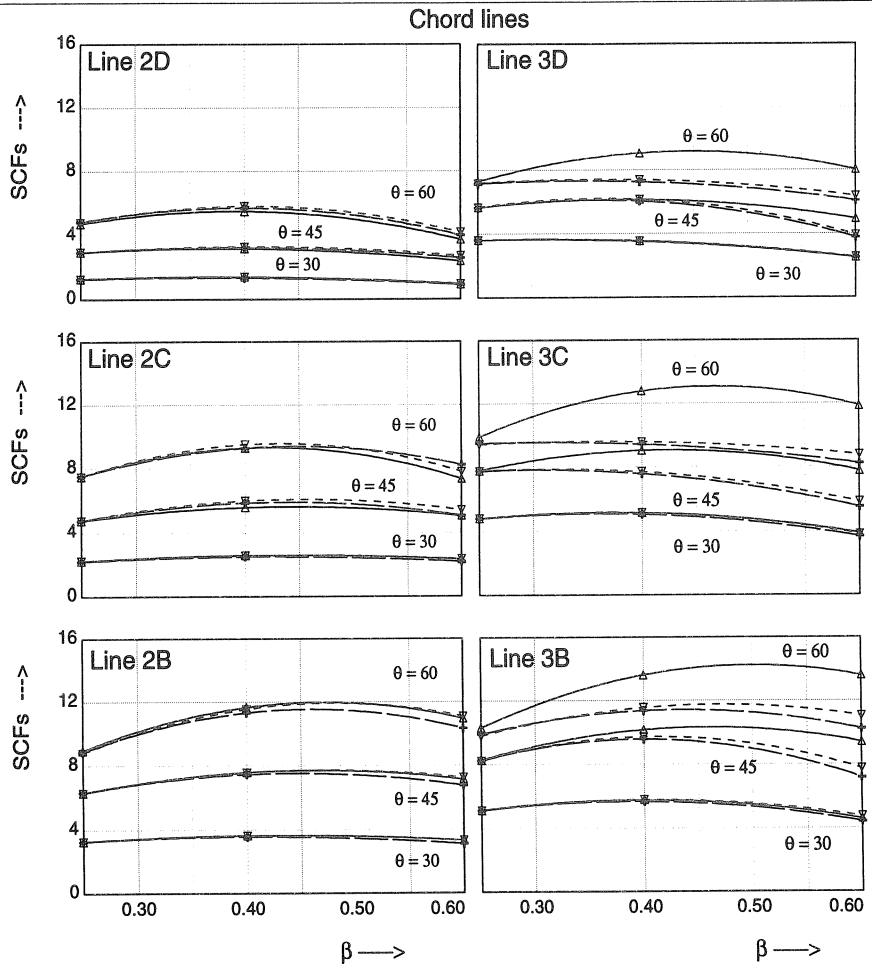 Chord lines
16
Line 2D
Line 3D
12
θ = 60
SCFs --->
8
θ = 60
4
θ = 45
θ = 45
θ = 30
θ = 30
0
16
Line 2C
Line 3C
θ = 60
12
θ = 60
SCFs --->
8
θ = 45
θ = 45
4
θ = 30
θ = 30
0
16
Line 2B
Line 3B
θ = 60
θ = 60
12
SCFs --->
8
θ = 45
θ = 45
4
θ = 30
θ = 30
0
0.30 0.40 0.50 0.60 0.30 0.40 0.50 0.60
β ---> β --->